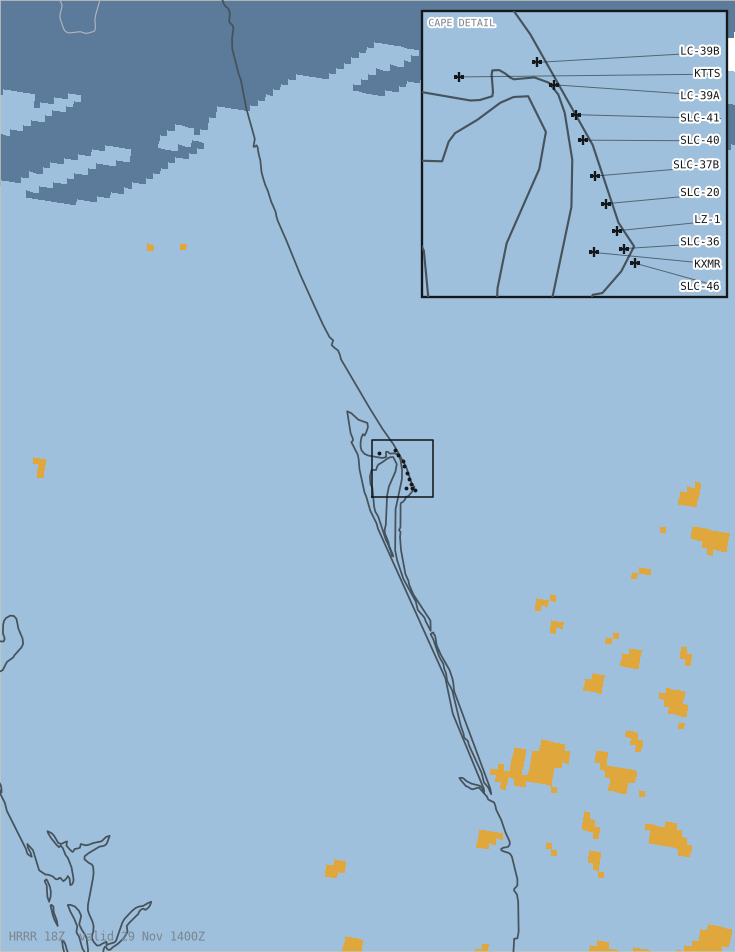 CAPE DETAIL
LC-39B
KTTS
LC-39A
SLC-41
SLC-40
SLC-37B
SLC-20
LZ-1
SLC-36
KXMR
SLC-46
HRRR 18Z  valid 29 Nov 1400Z